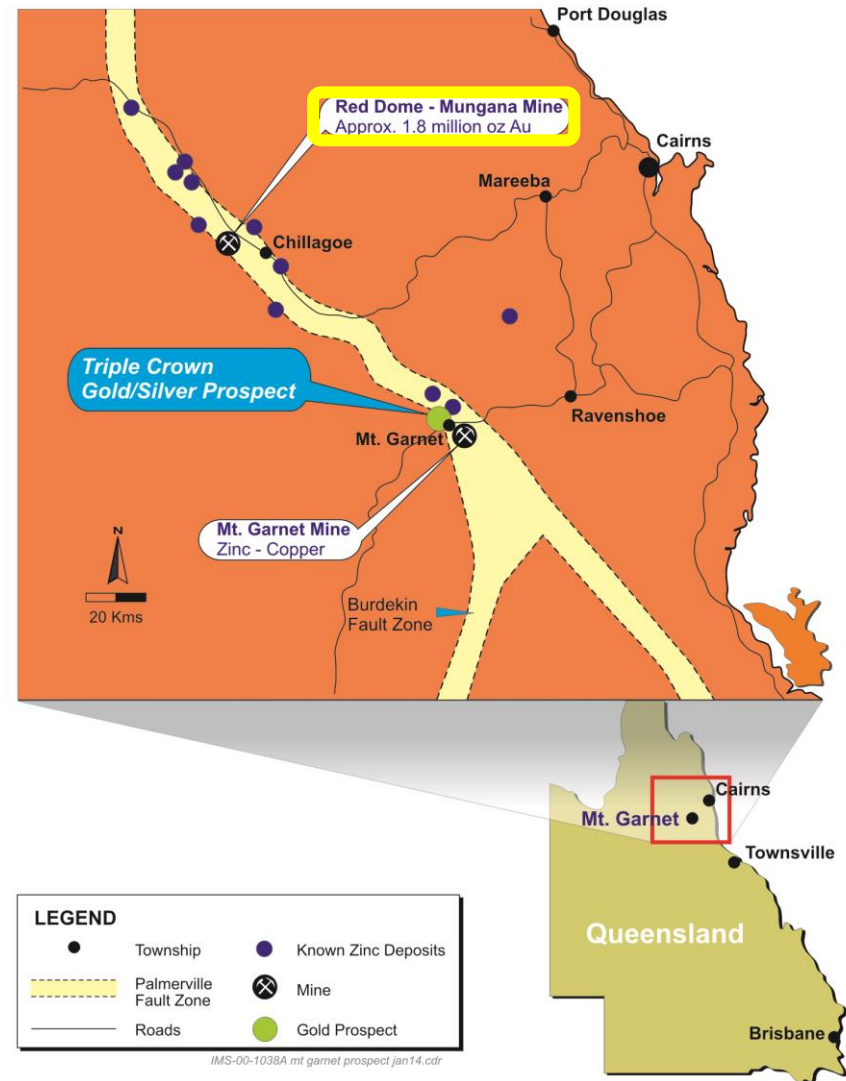 Port Douglas
Red Dome - Mungana Mine
Approx. 1.8 million oz Au
Cairns
Mareeba
Chillagoe
Triple Crown
Gold/Silver Prospect
Ravenshoe
Mt. Garnet
Mt. Garnet Mine
Zinc - Copper
N
20 Kms
Burdekin
Fault Zone
Cairns
Mt. Garnet
Townsville
Queensland
Brisbane
LEGEND
Township
Known Zinc Deposits
Palmerville
Fault Zone
Mine
Roads
Gold Prospect
IMS-00-1038A mt garnet prospect jan14.cdr